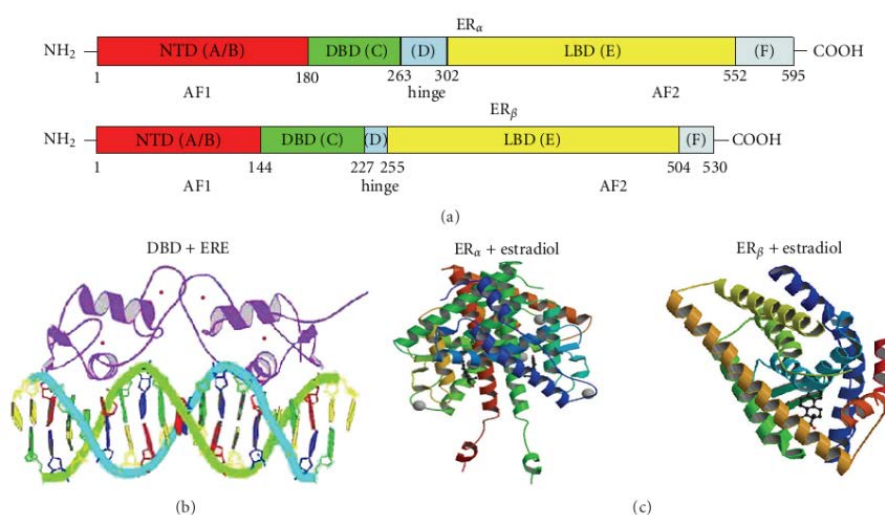 ERα
NH2 NTD (A/B) DBD (C) (D) LBD (E) (F) COOH
1 180 263 302 552 595
AF1 hinge AF2
ERβ
NH2 NTD (A/B) DBD (C) (D) LBD (E) (F) COOH
1 144 227 255 504 530
AF1 hinge AF2
(a)
DBD + ERE ERα + estradiol ERβ + estradiol
(b) (c)